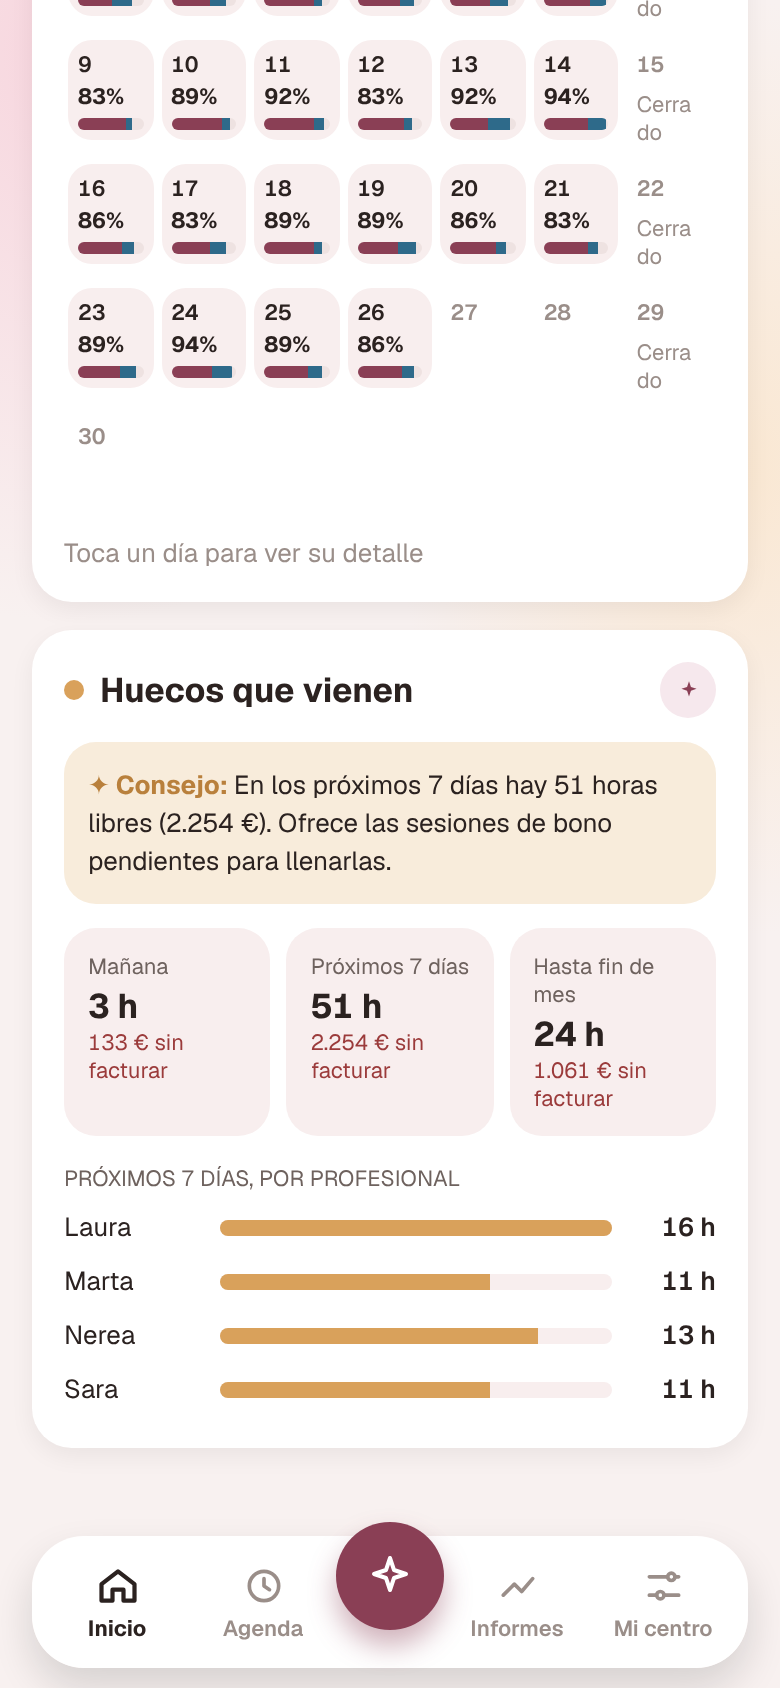 do
9 10 11 12 13 14 15
83% 89% 92% 83% 92% 94% Cerra
do
16 17 18 19 20 21 22
86% 83% 89% 89% 86% 83% Cerra
do
23 24 25 26 27 28 29
89% 94% 89% 86% Cerra
do
30
Toca un día para ver su detalle
Huecos que vienen
✦ Consejo: En los próximos 7 días hay 51 horas
libres (2.254 €). Ofrece las sesiones de bono
pendientes para llenarlas.
Mañana
3 h
133 € sin
facturar
Próximos 7 días
51 h
2.254 € sin
facturar
Hasta fin de
mes
24 h
1.061 € sin
facturar
PRÓXIMOS 7 DÍAS, POR PROFESIONAL
Laura 16 h
Marta 11 h
Nerea 13 h
Sara 11 h
Inicio Agenda Informes Mi centro